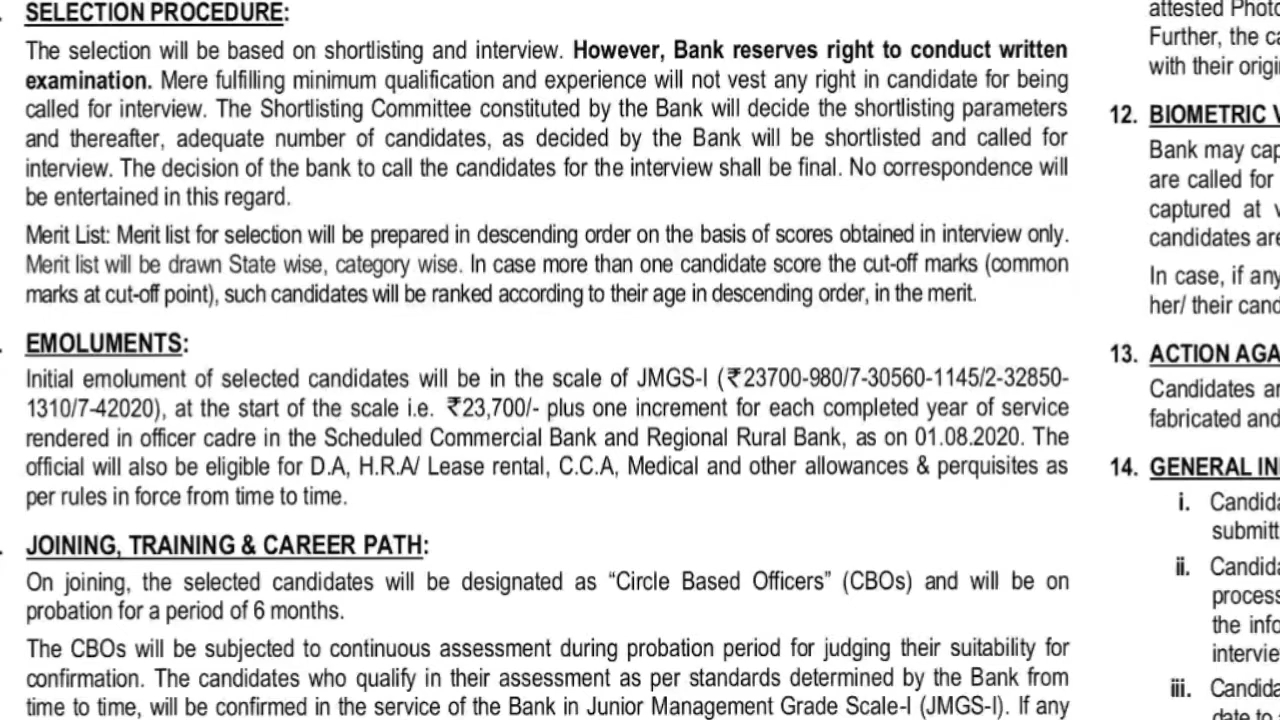 SELECTION PROCEDURE:
The selection will be based on shortlisting and interview. However, Bank reserves right to conduct written
examination. Mere fulfilling minimum qualification and experience will not vest any right in candidate for being
called for interview. The Shortlisting Committee constituted by the Bank will decide the shortlisting parameters
and thereafter, adequate number of candidates, as decided by the Bank will be shortlisted and called for
interview. The decision of the bank to call the candidates for the interview shall be final. No correspondence will
be entertained in this regard.
Merit List: Merit list for selection will be prepared in descending order on the basis of scores obtained in interview only.
Merit list will be drawn State wise, category wise. In case more than one candidate score the cut-off marks (common
marks at cut-off point), such candidates will be ranked according to their age in descending order, in the merit.
EMOLUMENTS:
Initial emolument of selected candidates will be in the scale of JMGS-I (₹23700-980/7-30560-1145/2-32850-
1310/7-42020), at the start of the scale i.e. ₹23,700/- plus one increment for each completed year of service
rendered in officer cadre in the Scheduled Commercial Bank and Regional Rural Bank, as on 01.08.2020. The
official will also be eligible for D.A, H.R.A/ Lease rental, C.C.A, Medical and other allowances & perquisites as
per rules in force from time to time.
JOINING, TRAINING & CAREER PATH:
On joining, the selected candidates will be designated as “Circle Based Officers” (CBOs) and will be on
probation for a period of 6 months.
The CBOs will be subjected to continuous assessment during probation period for judging their suitability for
confirmation. The candidates who qualify in their assessment as per standards determined by the Bank from
time to time, will be confirmed in the service of the Bank in Junior Management Grade Scale-I (JMGS-I). If any
attested
Further, the
with their
12. BIOMETRIC
Bank may
are called for
captured at
candidates
In case, if any
her/ their
13. ACTION
Candidates
fabricated and
14. GENERAL
i.
ii.
the
iii.
date to